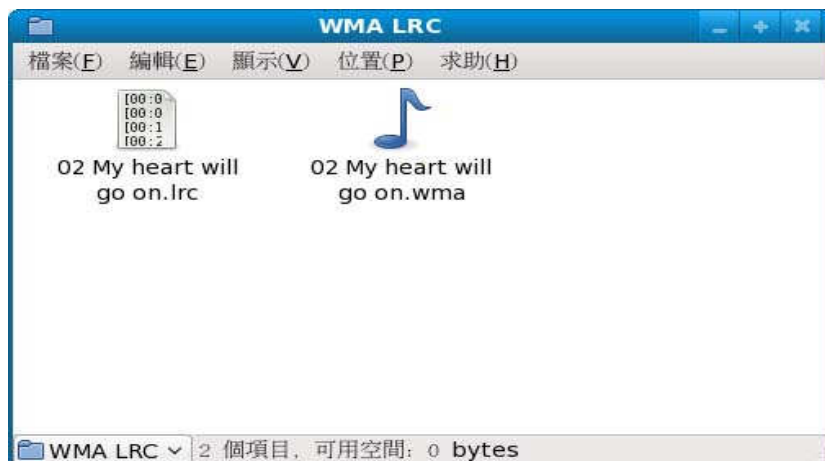 WMA LRC
檔案(F) 編輯(E) 顯示(V) 位置(P) 求助(H)
[00:0
[00:0
[00:1
[00:2
02 My heart will
go on.lrc
02 My heart will
go on.wma
WMA LRC 2 個項目, 可用空間: 0 bytes